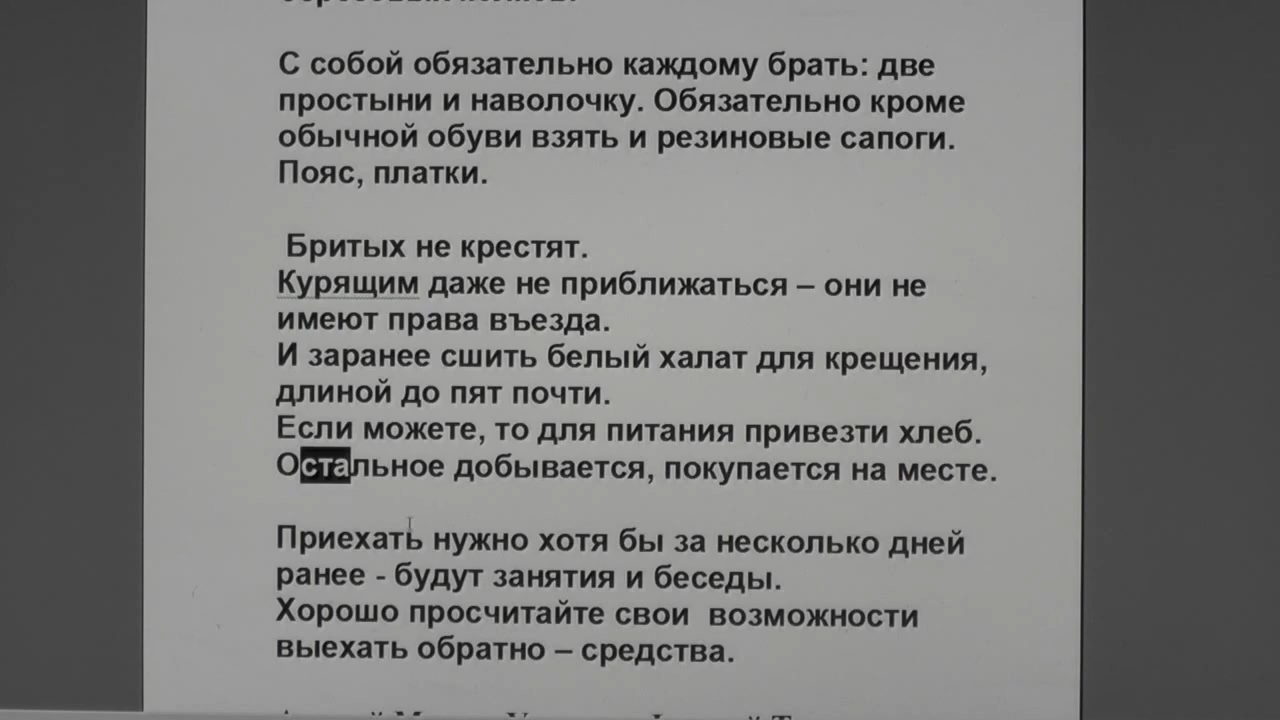 С собой обязательно каждому брать: две
простыни и наволочку. Обязательно кроме
обычной обуви взять и резиновые сапоги.
Пояс, платки.
Бритых не крестят.
Курящим даже не приближаться – они не
имеют права въезда.
И заранее сшить белый халат для крещения,
длиной до пят почти.
Если можете, то для питания привезти хлеб.
Остальное добывается, покупается на месте.
Приехать нужно хотя бы за несколько дней
ранее - будут занятия и беседы.
Хорошо просчитайте свои  возможности
выехать обратно – средства.